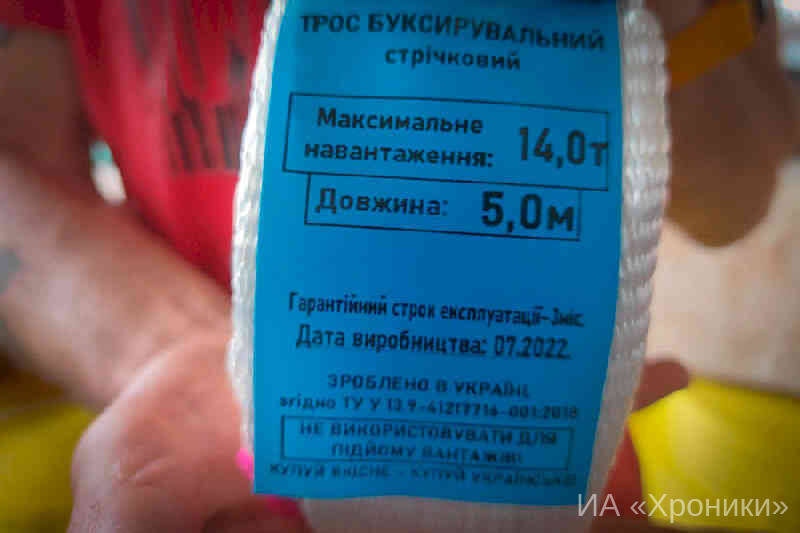 ТРОС БУКСИРУВАЛЬНИЙ
стрічковий
Максимальне
навантаження: 14,0т
Довжина: 5,0м
Гарантійний строк експлуатації-3міс.
Дата виробництва: 07.2022.
ЗРОБЛЕНО В УКРАЇНІ,
згідно ТУ У 13.9-41217716-001:2018
НЕ ВИКОРИСТОВУВАТИ ДЛЯ
ПІДЙОМУ ВАНТАЖІВ!
КУПУЙ ЯКІСНЕ - КУПУЙ УКРАЇНСЬКЕ!
ИА «Хроники»